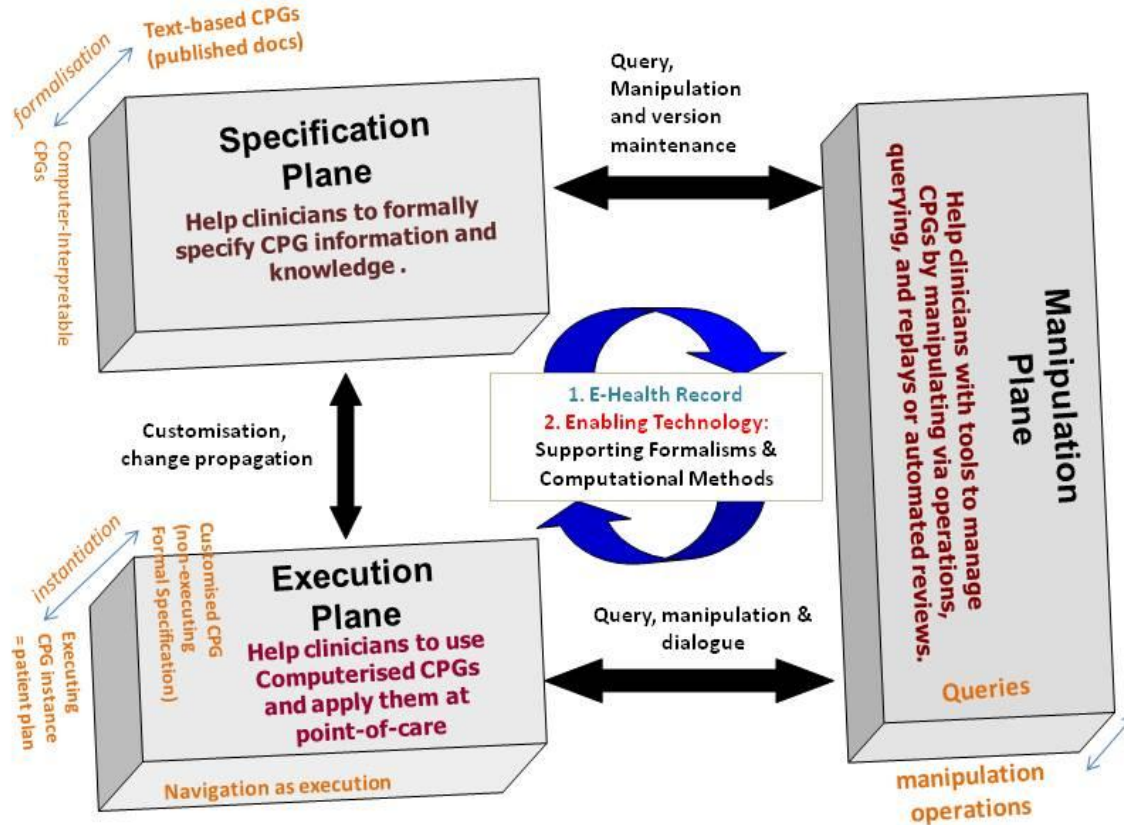 formalisation
Text-based CPGs
(published docs)
Computer-Interpretable
CPGs
Specification
Plane
Help clinicians to formally
specify CPG information and
knowledge .
Query,
Manipulation
and version
maintenance
Manipulation
Plane
Help clinicians with tools to manage
CPGs by manipulating via operations,
querying, and replays or automated reviews.
Queries
manipulation
operations
1. E-Health Record
2. Enabling Technology:
Supporting Formalisms &
Computational Methods
Customisation,
change propagation
instantiation
Customised CPG
(non-executing
Formal Specification)
Executing
CPG instance
= patient plan
Execution
Plane
Help clinicians to use
Computerised CPGs
and apply them at
point-of-care
Navigation as execution
Query, manipulation &
dialogue